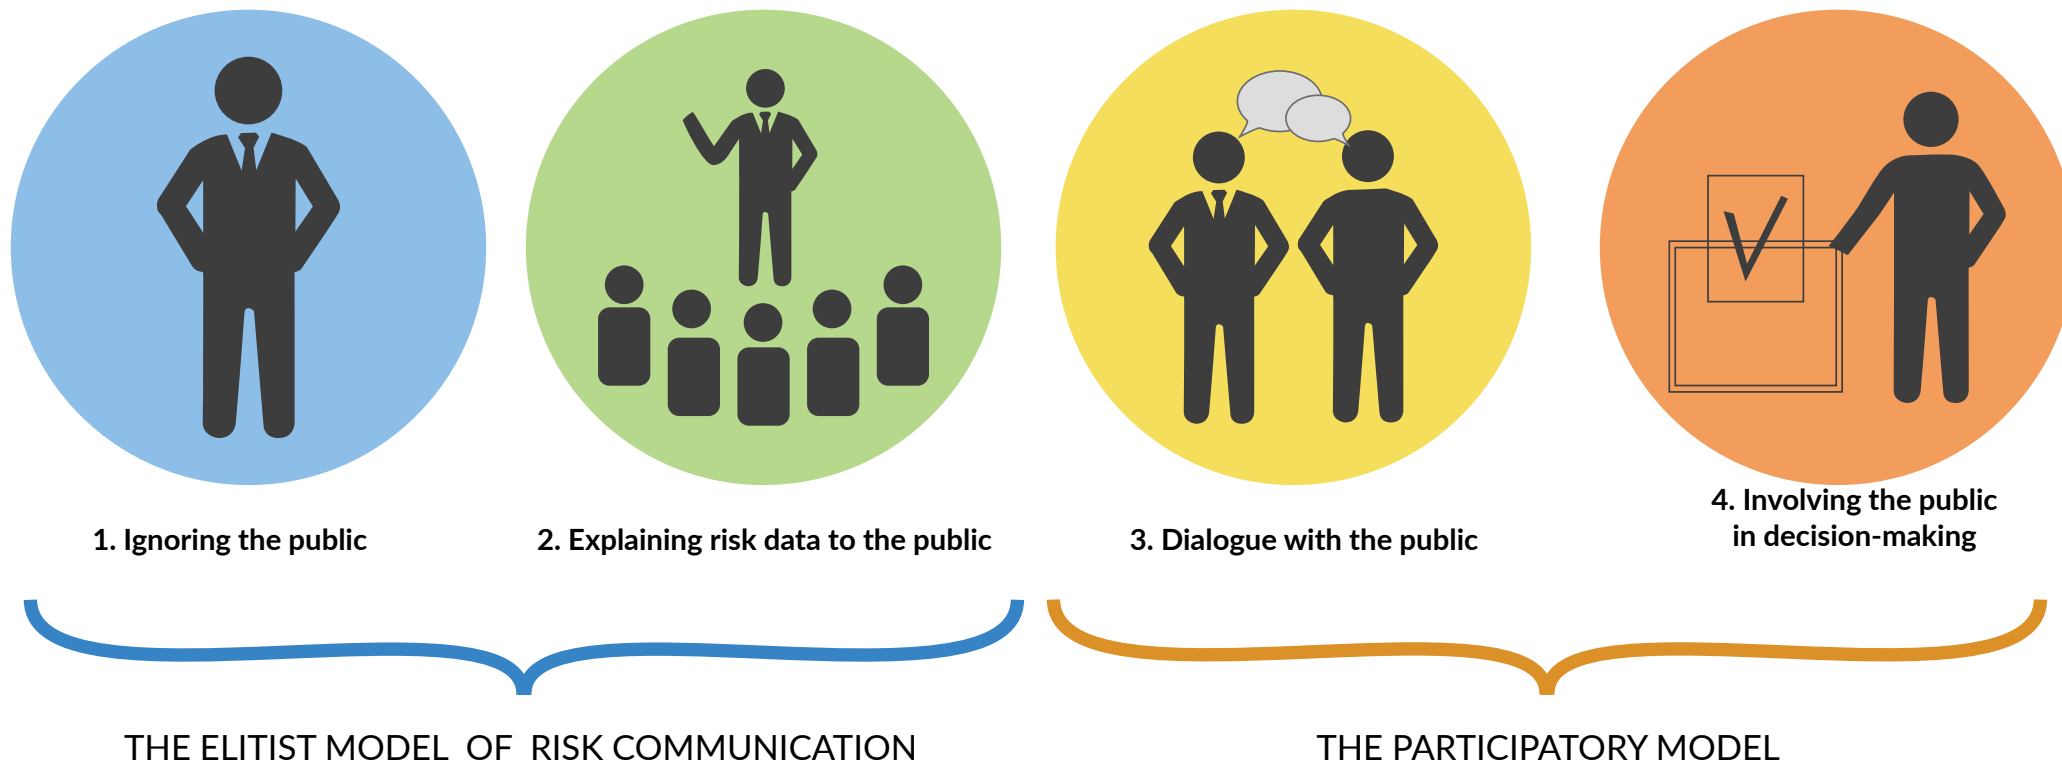 1. Ignoring the public
2. Explaining risk data to the public
3. Dialogue with the public
4. Involving the public
in decision-making
THE ELITIST MODEL OF RISK COMMUNICATION
THE PARTICIPATORY MODEL